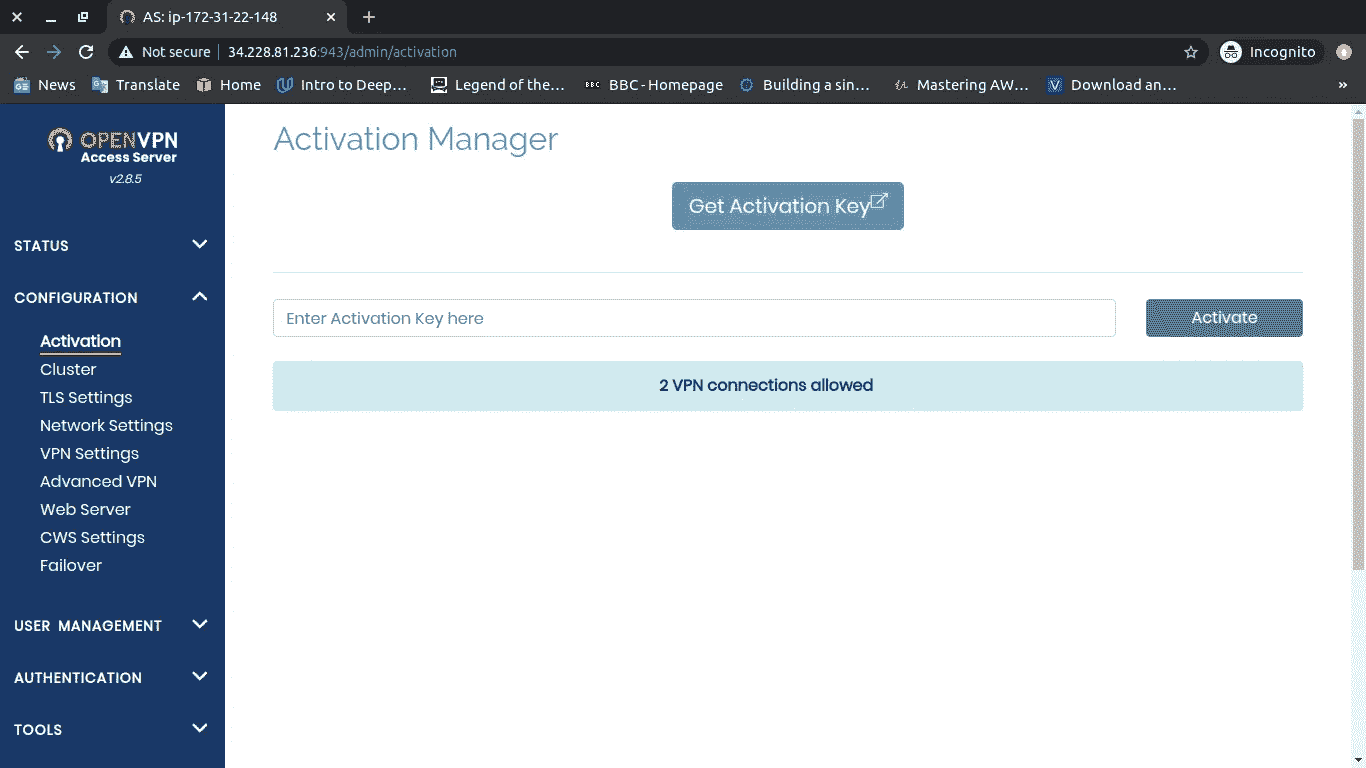 AS: ip-172-31-22-148
Not secure 34.228.81.236:943/admin/activation Incognito
News Translate Home Intro to Deep... Legend of the... BBC BBC - Homepage Building a sin... Mastering AW... Download an... »
OPENVPN
Access Server
v2.8.5
STATUS
CONFIGURATION
Activation
Cluster
TLS Settings
Network Settings
VPN Settings
Advanced VPN
Web Server
CWS Settings
Failover
USER MANAGEMENT
AUTHENTICATION
TOOLS
Activation Manager
Get Activation Key
Enter Activation Key here Activate
2 VPN connections allowed